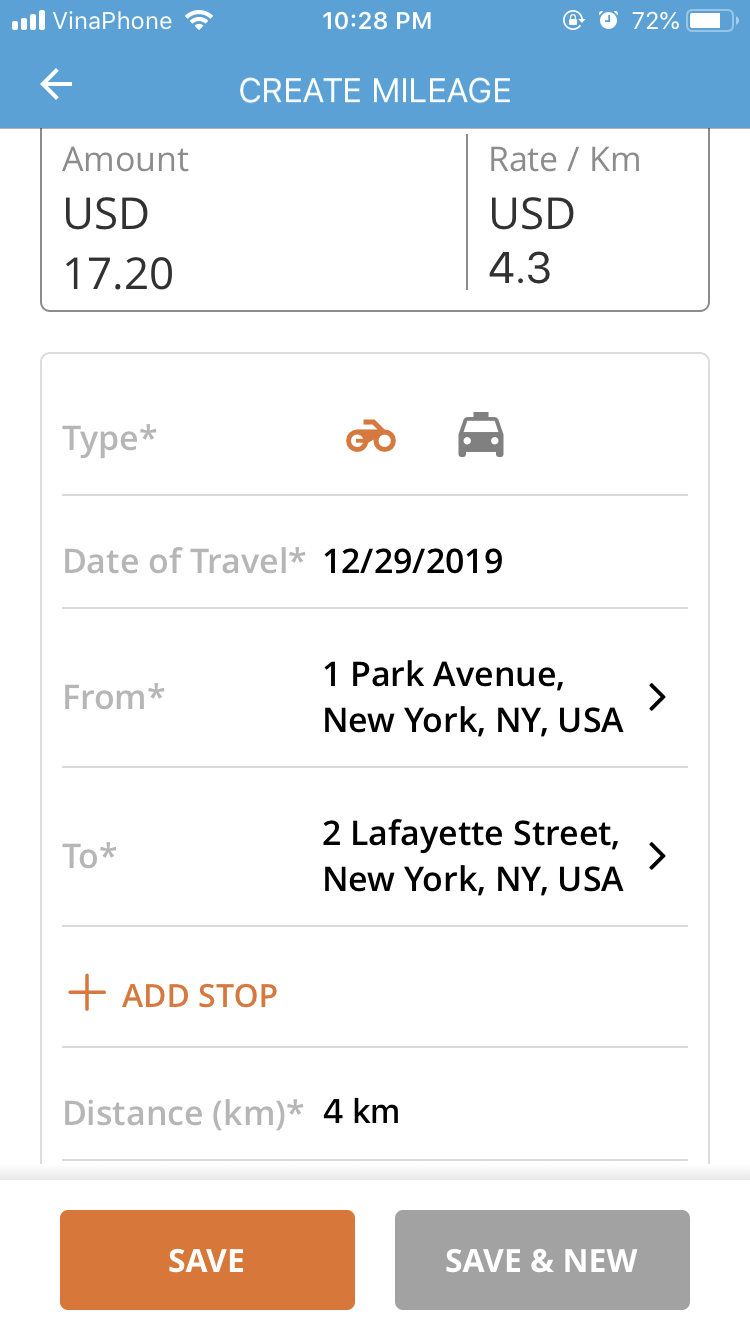 VinaPhone 10:28 PM 72%
CREATE MILEAGE
Amount Rate / Km
USD USD
17.20 4.3
Type*
Date of Travel* 12/29/2019
From* 1 Park Avenue,
New York, NY, USA
To* 2 Lafayette Street,
New York, NY, USA
+ ADD STOP
Distance (km)* 4 km
SAVE SAVE & NEW